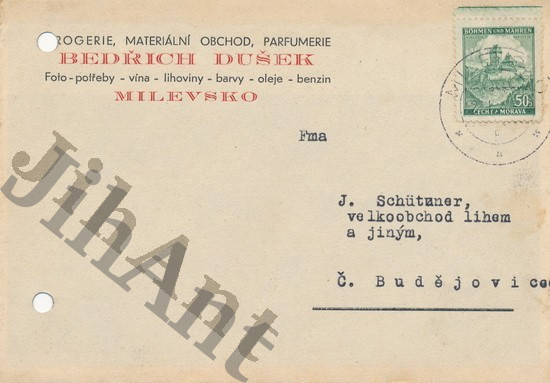 ROGERIE, MATERIÁLNÍ OBCHOD, PARFUMERIE
BEDŘICH DUŠEK
Foto-potřeby - vína - lihoviny - barvy - oleje - benzin
MILEVSKO
BÖHMEN UND MÄHREN
50h
ČECHY A MORAVA
Fma
J. Schütuner,
velkoobchod lihem
a jiným,
Č. Budějovice
JihAnt